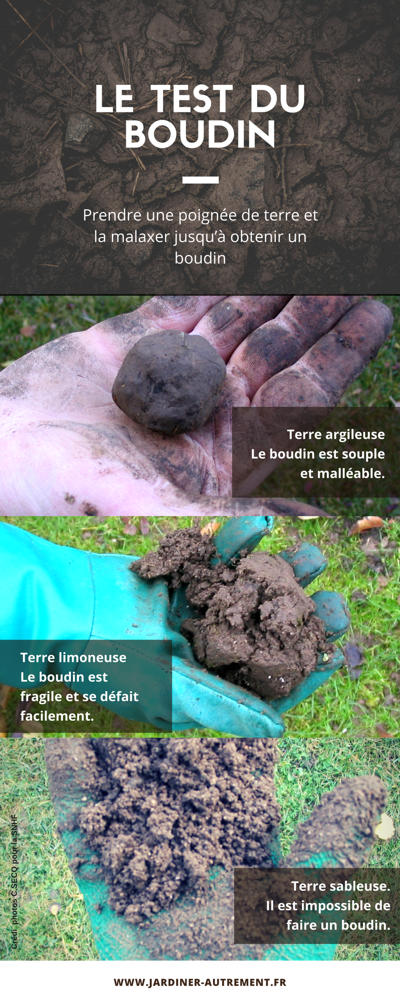 LE TEST DU
BOUDIN
Prendre une poignée de terre et
la malaxer jusqu’à obtenir un
boudin
Terre argileuse
Le boudin est souple
et malléable.
Terre limoneuse
Le boudin est
fragile et se défait
facilement.
Crédi photos C.SECQ pour la SNHF
Terre sableuse.
Il est impossible de
faire un boudin.
WWW.JARDINER-AUTREMENT.FR